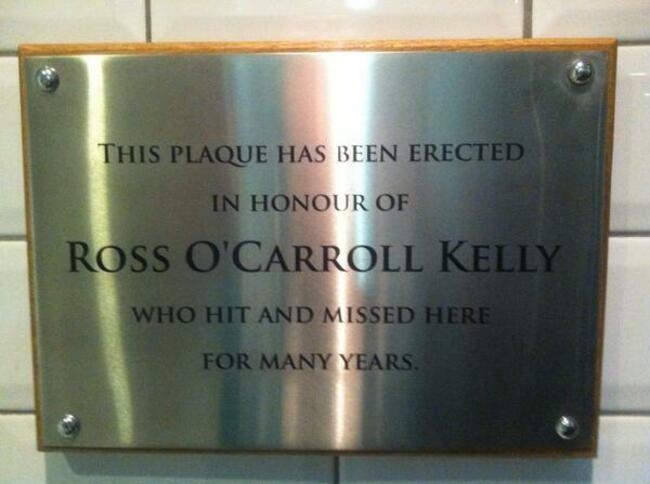 THIS PLAQUE HAS BEEN ERECTED
IN HONOUR OF
ROSS O'CARROLL KELLY
WHO HIT AND MISSED HERE
FOR MANY YEARS.